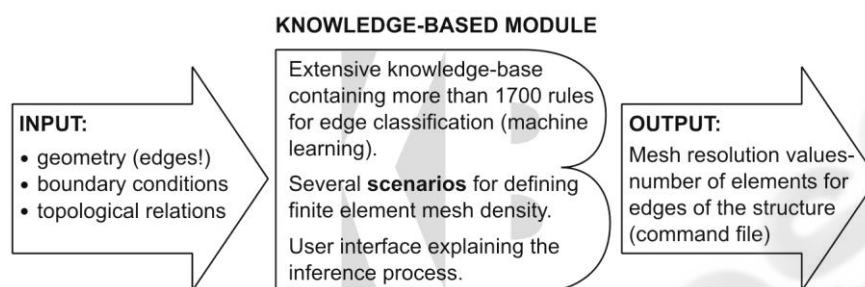 KNOWLEDGE-BASED MODULE
INPUT:
• geometry (edges!)
• boundary conditions
• topological relations
Extensive knowledge-base
containing more than 1700 rules
for edge classification (machine
learning).
Several scenarios for defining
finite element mesh density.
User interface explaining the
inference process.
OUTPUT:
Mesh resolution values-
number of elements for
edges of the structure
(command file)
KB